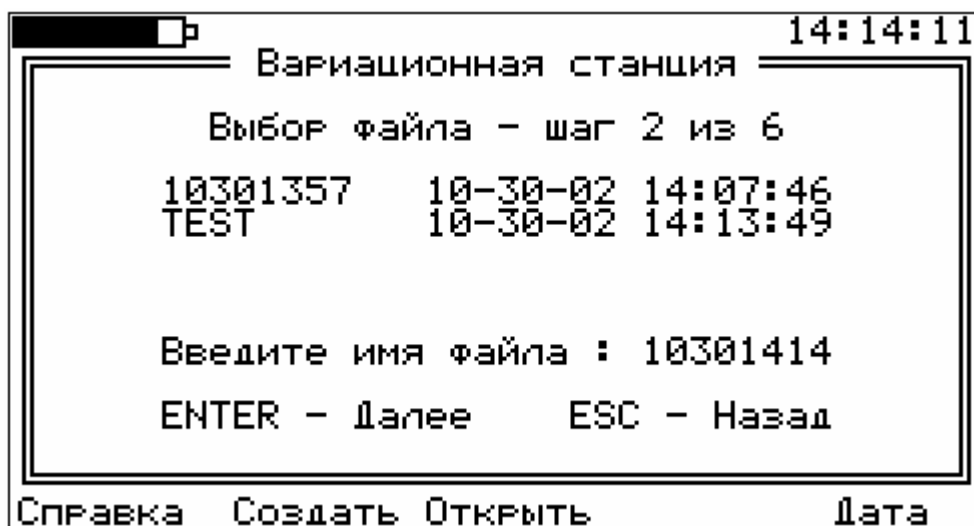 14:14:11
Вариационная станция
Выбор файла - шаг 2 из 6
10301357 10-30-02 14:07:46
TEST 10-30-02 14:13:49
Введите имя файла : 10301414
ENTER - Далее ESC - Назад
Справка Создать Открыть Дата